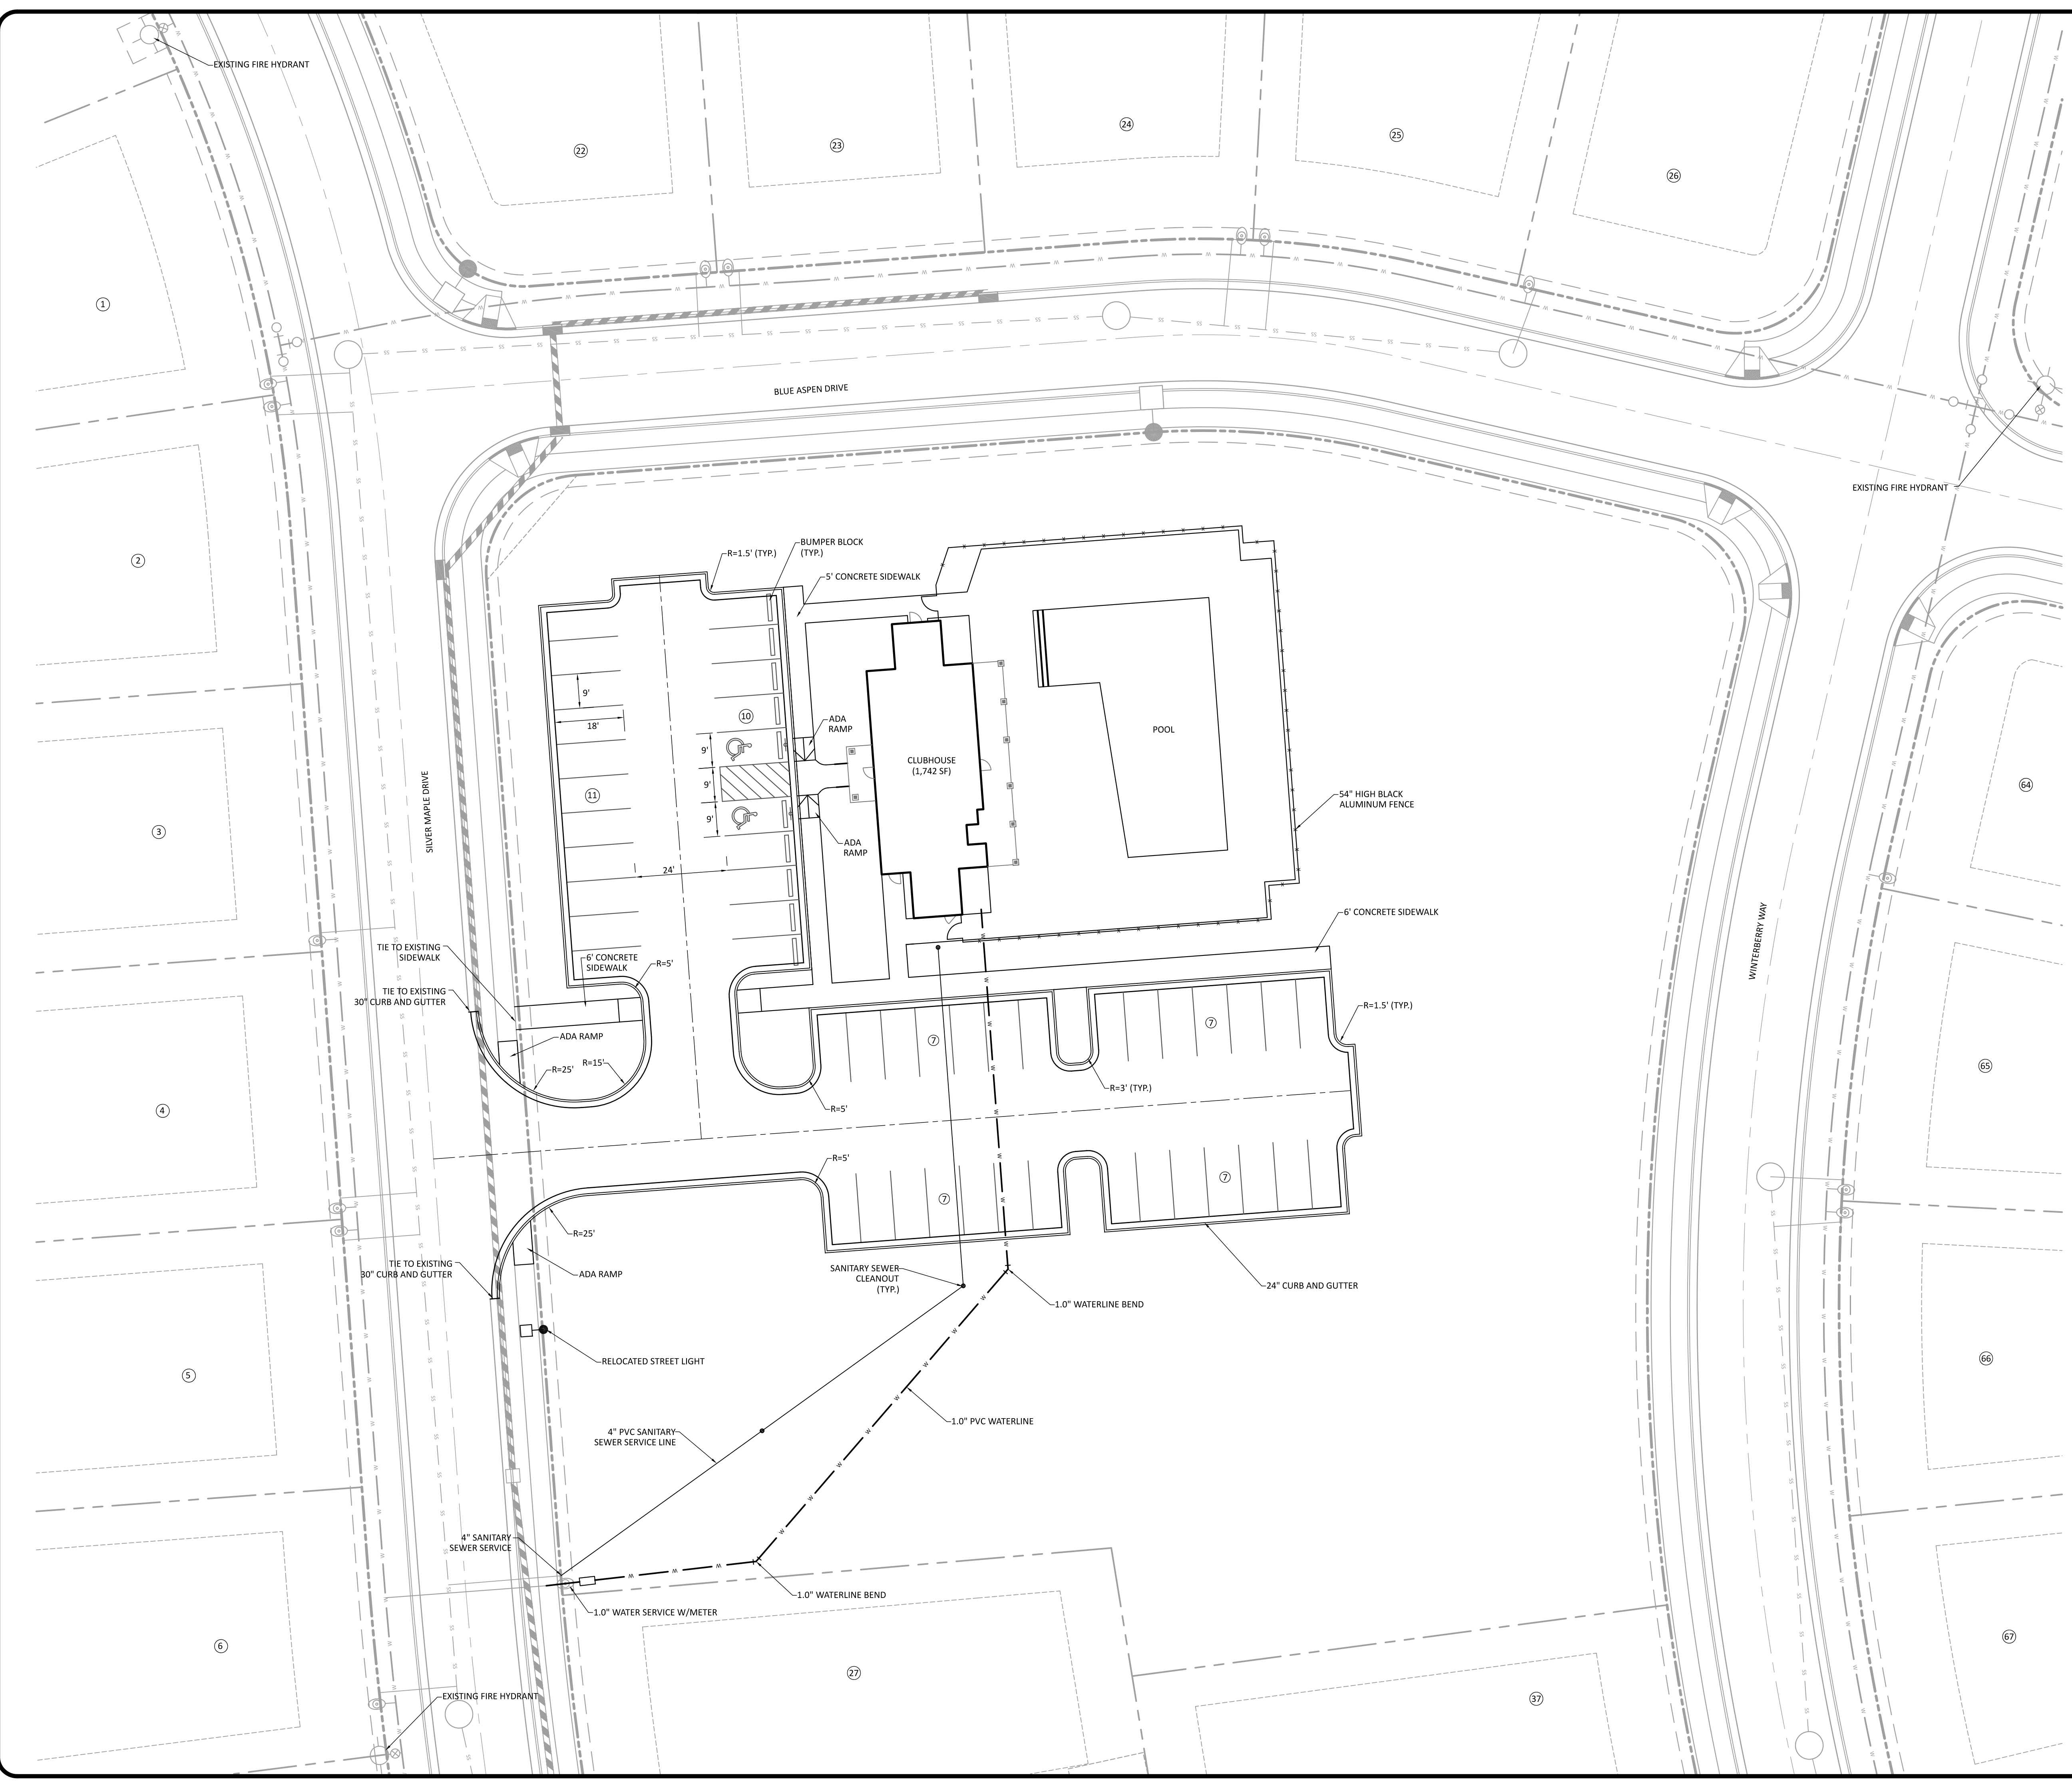 EXISTING FIRE HYDRANT
22
23
24
25
26
1
BLUE ASPEN DRIVE
EXISTING FIRE HYDRANT
2
BUMPER BLOCK
(TYP.)
R=1.5' (TYP.)
5' CONCRETE SIDEWALK
9'
18'
10
ADA
RAMP
9'
9'
9'
11
CLUBHOUSE
(1,742 SF)
POOL
54" HIGH BLACK
ALUMINUM FENCE
64
SILVER MAPLE DRIVE
3
ADA
RAMP
24'
6' CONCRETE SIDEWALK
WINTERBERRY WAY
TIE TO EXISTING
SIDEWALK
6' CONCRETE
SIDEWALK
R=5'
TIE TO EXISTING
30" CURB AND GUTTER
R=1.5' (TYP.)
ADA RAMP
7
7
R=25'
R=15'
R=3' (TYP.)
R=5'
4
65
R=5'
7
7
R=25'
TIE TO EXISTING
30" CURB AND GUTTER
ADA RAMP
SANITARY SEWER
CLEANOUT
(TYP.)
24" CURB AND GUTTER
1.0" WATERLINE BEND
RELOCATED STREET LIGHT
5
66
1.0" PVC WATERLINE
4" PVC SANITARY
SEWER SERVICE LINE
4" SANITARY
SEWER SERVICE
1.0" WATERLINE BEND
1.0" WATER SERVICE W/METER
6
27
67
37
EXISTING FIRE HYDRANT